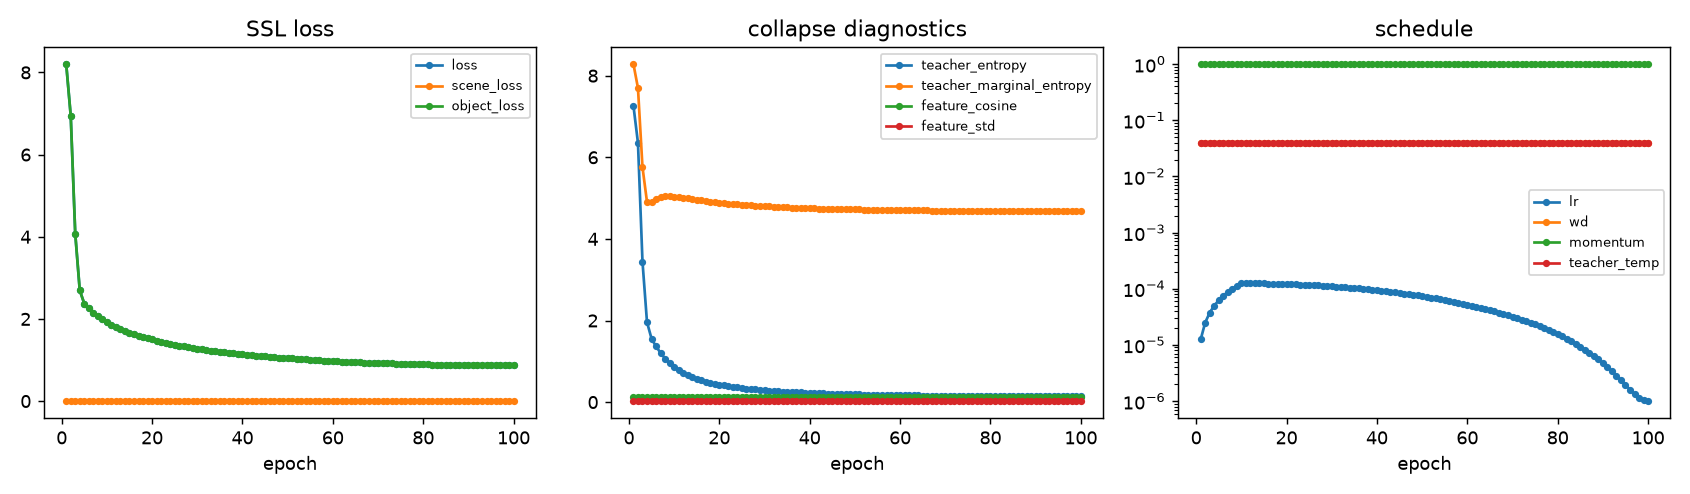 SSL loss
loss
scene_loss
object_loss
8
6
4
2
0
0 20 40 60 80 100
epoch
collapse diagnostics
teacher_entropy
teacher_marginal_entropy
feature_cosine
feature_std
8
6
4
2
0
0 20 40 60 80 100
epoch
schedule
10⁰
10⁻¹
10⁻²
10⁻³
10⁻⁴
10⁻⁵
10⁻⁶
lr
wd
momentum
teacher_temp
0 20 40 60 80 100
epoch